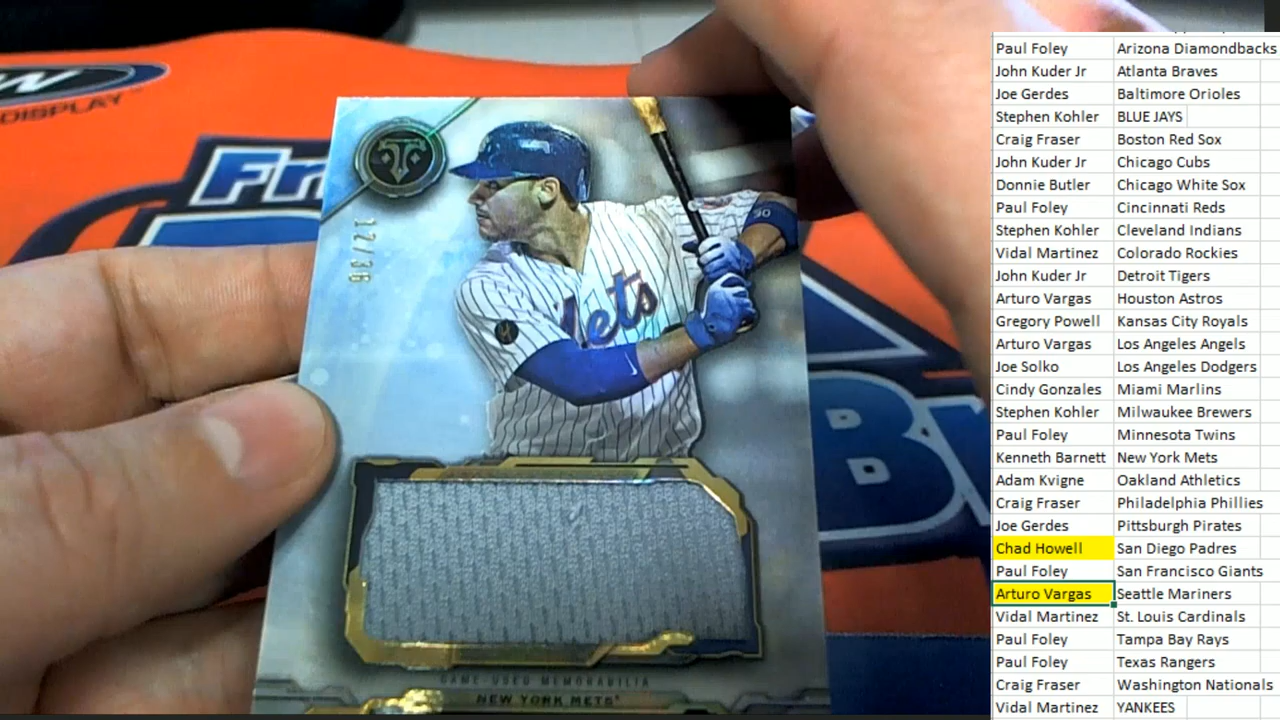 W
DISPLAY
Fr
B
12/36
30
Mets
GAME-USED MEMORABILIA
NEW YORK METS
Paul Foley Arizona Diamondbacks
John Kuder Jr Atlanta Braves
Joe Gerdes Baltimore Orioles
Stephen Kohler BLUE JAYS
Craig Fraser Boston Red Sox
John Kuder Jr Chicago Cubs
Donnie Butler Chicago White Sox
Paul Foley Cincinnati Reds
Stephen Kohler Cleveland Indians
Vidal Martinez Colorado Rockies
John Kuder Jr Detroit Tigers
Arturo Vargas Houston Astros
Gregory Powell Kansas City Royals
Arturo Vargas Los Angeles Angels
Joe Solko Los Angeles Dodgers
Cindy Gonzales Miami Marlins
Stephen Kohler Milwaukee Brewers
Paul Foley Minnesota Twins
Kenneth Barnett New York Mets
Adam Kvigne Oakland Athletics
Craig Fraser Philadelphia Phillies
Joe Gerdes Pittsburgh Pirates
Chad Howell San Diego Padres
Paul Foley San Francisco Giants
Arturo Vargas Seattle Mariners
Vidal Martinez St. Louis Cardinals
Paul Foley Tampa Bay Rays
Paul Foley Texas Rangers
Craig Fraser Washington Nationals
Vidal Martinez YANKEES